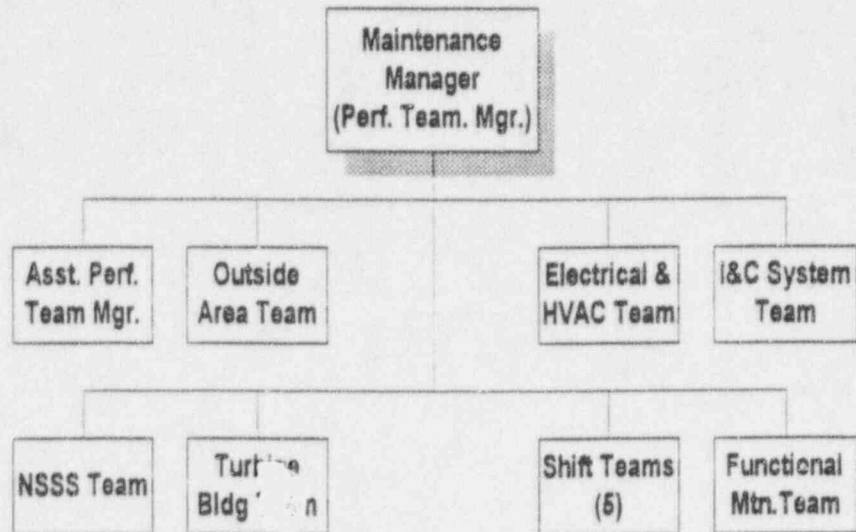 Maintenance
Manager
(Perf. Team. Mgr.)
Asst. Perf.
Team Mgr.
Outside
Area Team
Electrical &
HVAC Team
I&C System
Team
NSSS Team
Bldg
Shift Teams
(5)
Functional
Mtn.Team